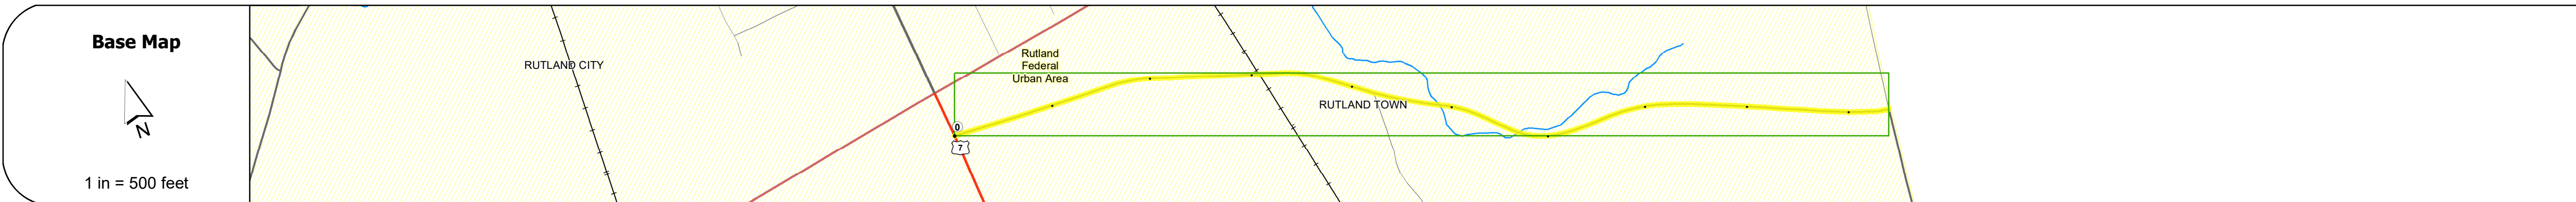 Base Map
N
1 in = 500 feet
RUTLAND CITY
Rutland
Federal
Urban Area
0
7
RUTLAND TOWN